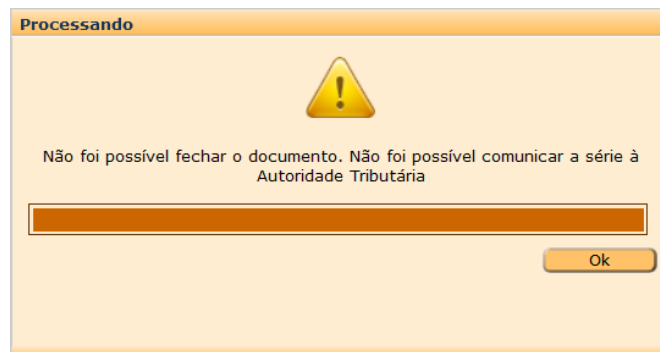 Processando
Não foi possível fechar o documento. Não foi possível comunicar a série à
Autoridade Tributária
Ok